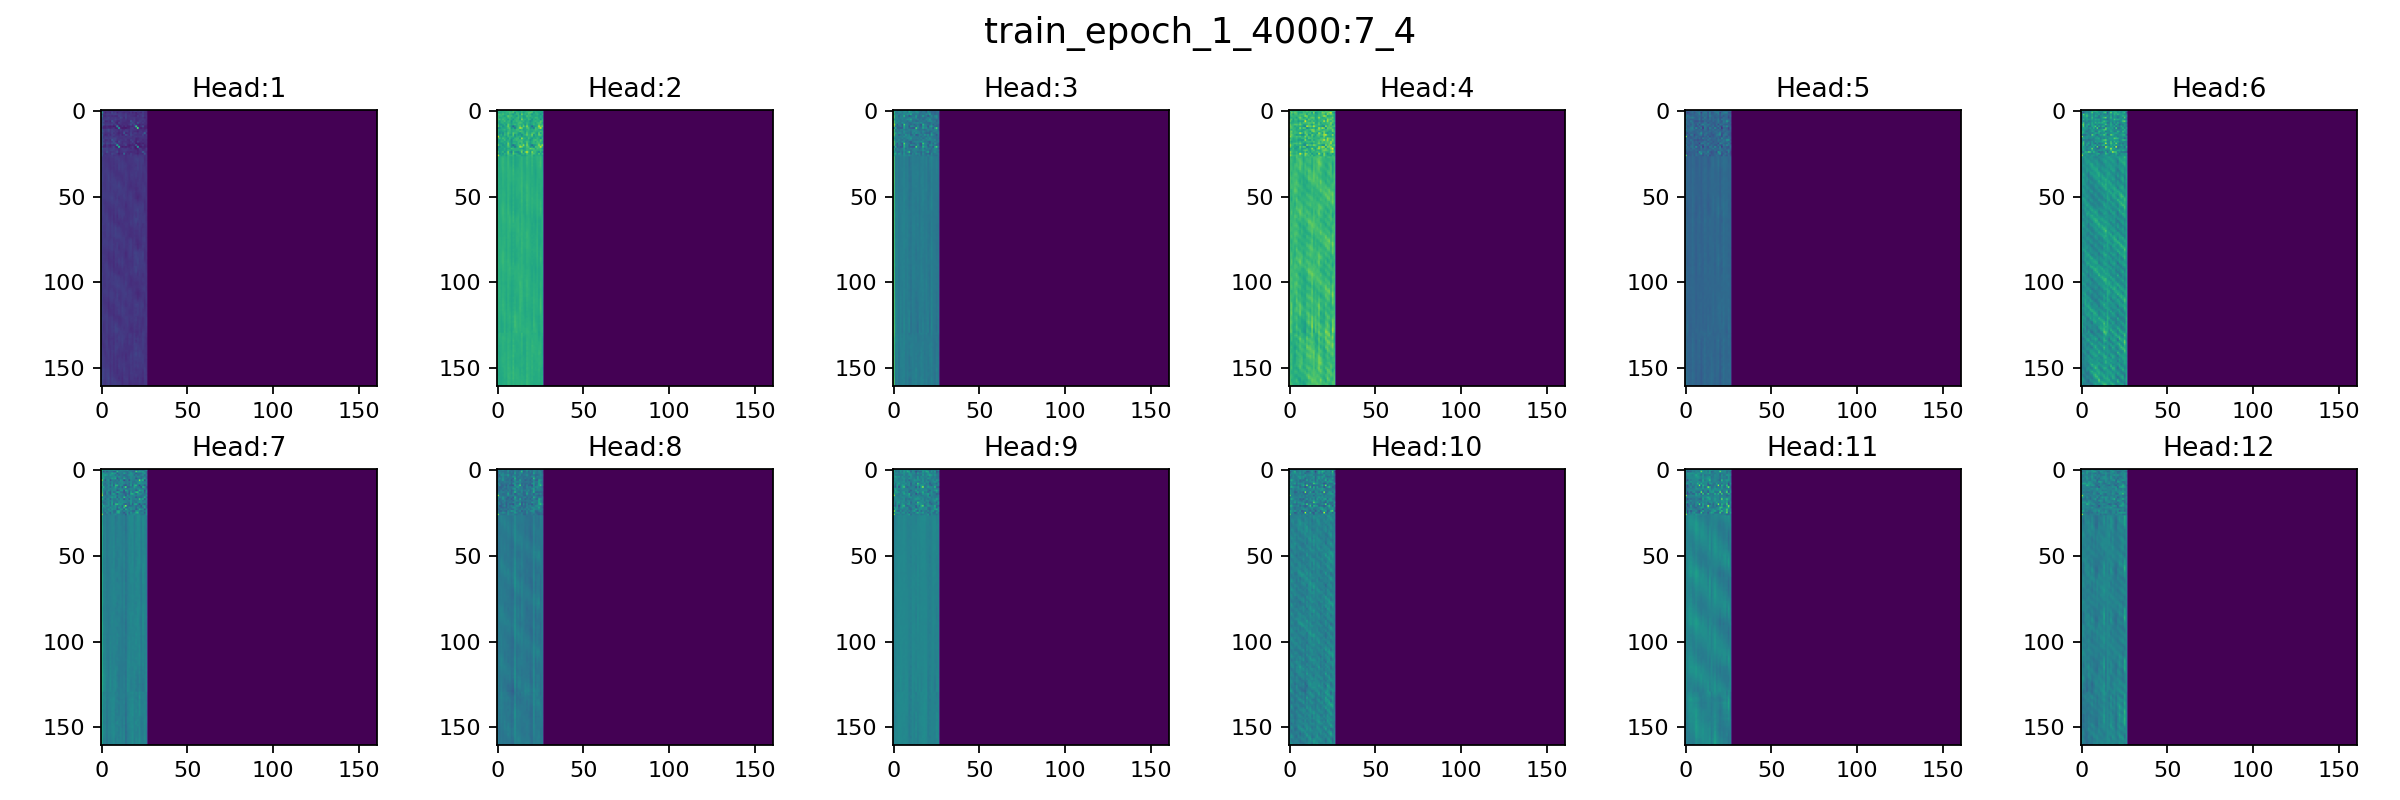 train_epoch_1_4000:7_4
Head:1 Head:2 Head:3 Head:4 Head:5 Head:6
0 0 0 0 0 0
50 50 50 50 50 50
100 100 100 100 100 100
150 150 150 150 150 150
0 50 100 150 0 50 100 150 0 50 100 150 0 50 100 150 0 50 100 150 0 50 100 150
Head:7 Head:8 Head:9 Head:10 Head:11 Head:12
0 0 0 0 0 0
50 50 50 50 50 50
100 100 100 100 100 100
150 150 150 150 150 150
0 50 100 150 0 50 100 150 0 50 100 150 0 50 100 150 0 50 100 150 0 50 100 150